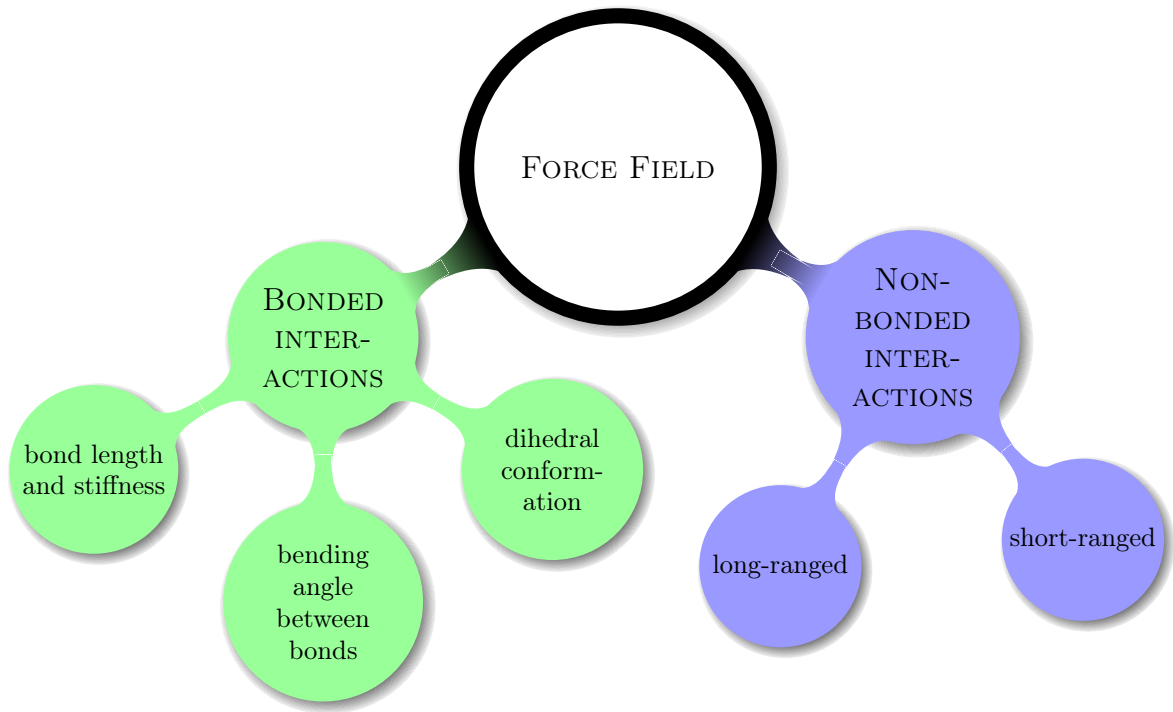 Force Field
Bonded
inter-
actions
Non-
bonded
inter-
actions
bond length
and stiffness
dihedral
conform-
ation
bending
angle
between
bonds
long-ranged
short-ranged